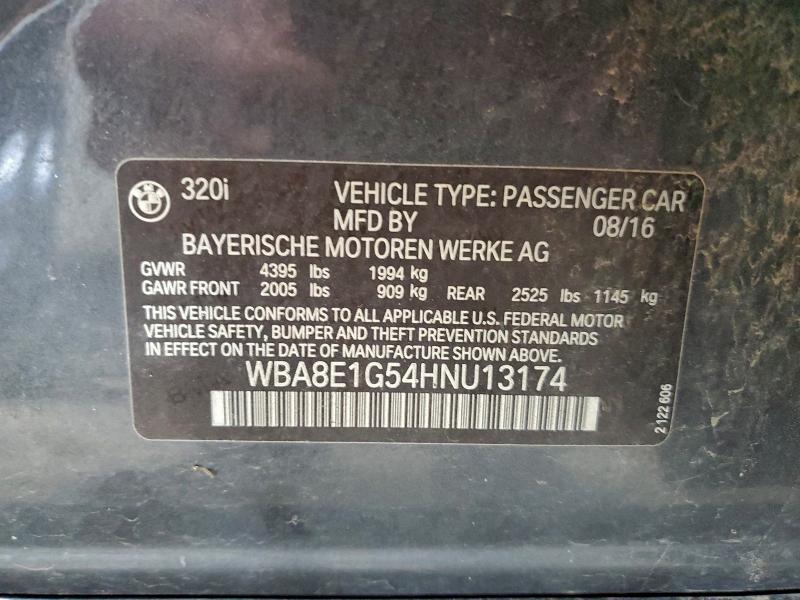 BMW
320i VEHICLE TYPE: PASSENGER CAR
MFD BY 08/16
BAYERISCHE MOTOREN WERKE AG
GVWR 4395 lbs 1994 kg
GAWR FRONT 2005 lbs 909 kg REAR 2525 lbs 1145 kg
THIS VEHICLE CONFORMS TO ALL APPLICABLE U.S. FEDERAL MOTOR
VEHICLE SAFETY, BUMPER AND THEFT PREVENTION STANDARDS
IN EFFECT ON THE DATE OF MANUFACTURE SHOWN ABOVE.
WBA8E1G54HNU13174
2 122 606